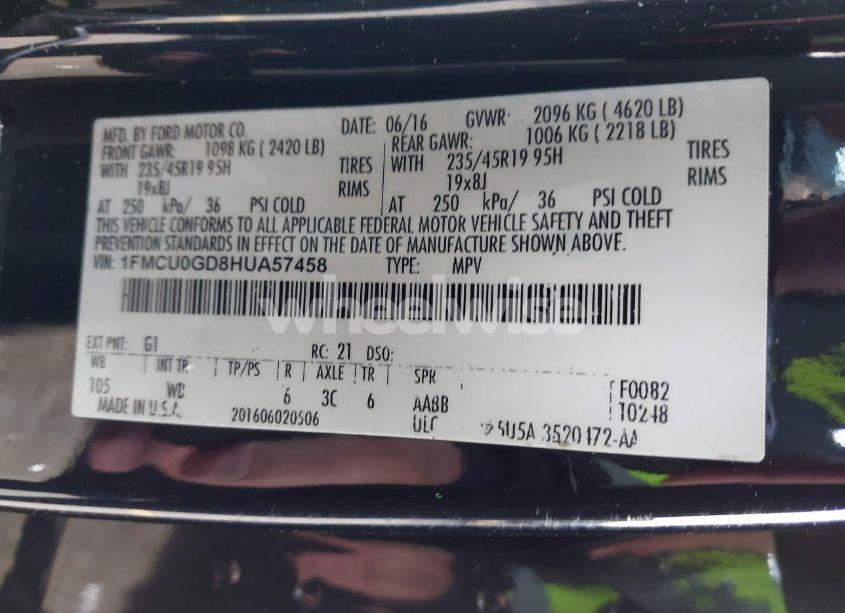 MFD. BY FORD MOTOR CO. DATE: 06/16 GVWR: 2096 KG ( 4620 LB)
FRONT GAWR: 1098 KG ( 2420 LB) REAR GAWR: 1006 KG ( 2218 LB)
WITH 235/45R19 95H TIRES WITH 235/45R19 95H TIRES
19x8J RIMS 19x8J RIMS
AT 250 kPa/ 36 PSI COLD AT 250 kPa/ 36 PSI COLD
THIS VEHICLE CONFORMS TO ALL APPLICABLE FEDERAL MOTOR VEHICLE SAFETY AND THEFT
PREVENTION STANDARDS IN EFFECT ON THE DATE OF MANUFACTURE SHOWN ABOVE.
VIN: 1FMCU0GD8HUA57458 TYPE: MPV
wheelwise
EXT PNT: G1 RC: 21 DSO:
WB INT TR TP/PS R AXLE TR SPR
105 WD 6 3C 6 AABB F0082
MADE IN U.S.A. 201606020506 ULC 10248
5U5A 3520472-AA